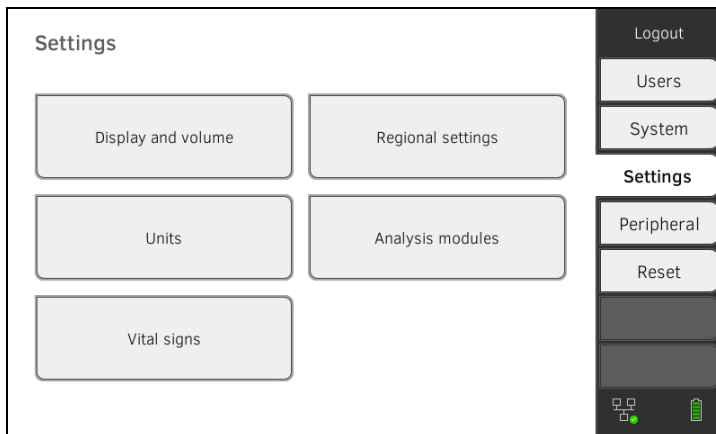 Settings
Display and volume
Regional settings
Units
Analysis modules
Vital signs
Logout
Users
System
Settings
Peripheral
Reset